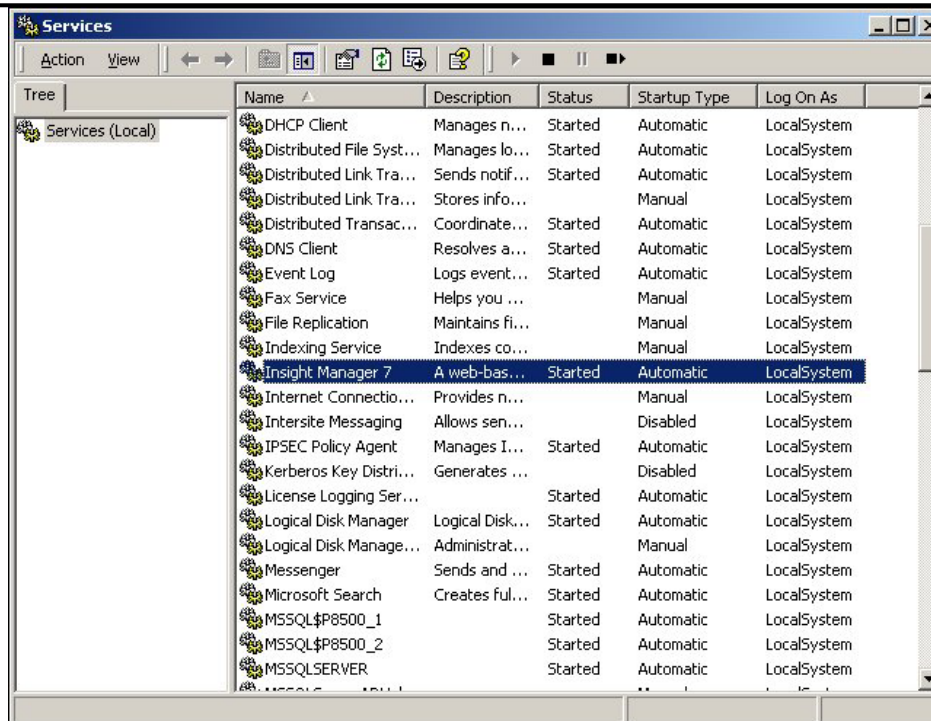 Services
Action View
Tree
Name Description Status Startup Type Log On As
Services (Local)
DHCP Client Manages n... Started Automatic LocalSystem
Distributed File Syst... Manages lo... Started Automatic LocalSystem
Distributed Link Tra... Sends notif... Started Automatic LocalSystem
Distributed Link Tra... Stores info... Manual LocalSystem
Distributed Transac... Coordinate... Started Automatic LocalSystem
DNS Client Resolves a... Started Automatic LocalSystem
Event Log Logs event... Started Automatic LocalSystem
Fax Service Helps you ... Manual LocalSystem
File Replication Maintains fi... Manual LocalSystem
Indexing Service Indexes co... Manual LocalSystem
Insight Manager 7 A web-bas... Started Automatic LocalSystem
Internet Connectio... Provides n... Manual LocalSystem
Intersite Messaging Allows sen... Disabled LocalSystem
IPSEC Policy Agent Manages I... Started Automatic LocalSystem
Kerberos Key Distri... Generates ... Disabled LocalSystem
License Logging Ser... Started Automatic LocalSystem
Logical Disk Manager Logical Disk... Started Automatic LocalSystem
Logical Disk Manage... Administrat... Manual LocalSystem
Messenger Sends and ... Started Automatic LocalSystem
Microsoft Search Creates ful... Started Automatic LocalSystem
MSSQL$P8500_1 Started Automatic LocalSystem
MSSQL$P8500_2 Started Automatic LocalSystem
MSSQLSERVER Started Automatic LocalSystem